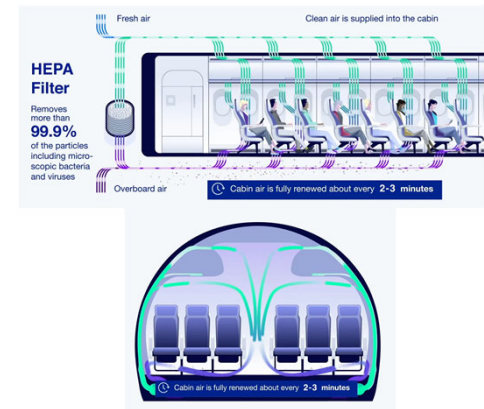 Fresh air
Clean air is supplied into the cabin
HEPA
Filter
Removes
more than
99.9%
of the particles
including micro-
scopic bacteria
and viruses
Overboard air
Cabin air is fully renewed about every 2-3 minutes
Cabin air is fully renewed about every 2-3 minutes